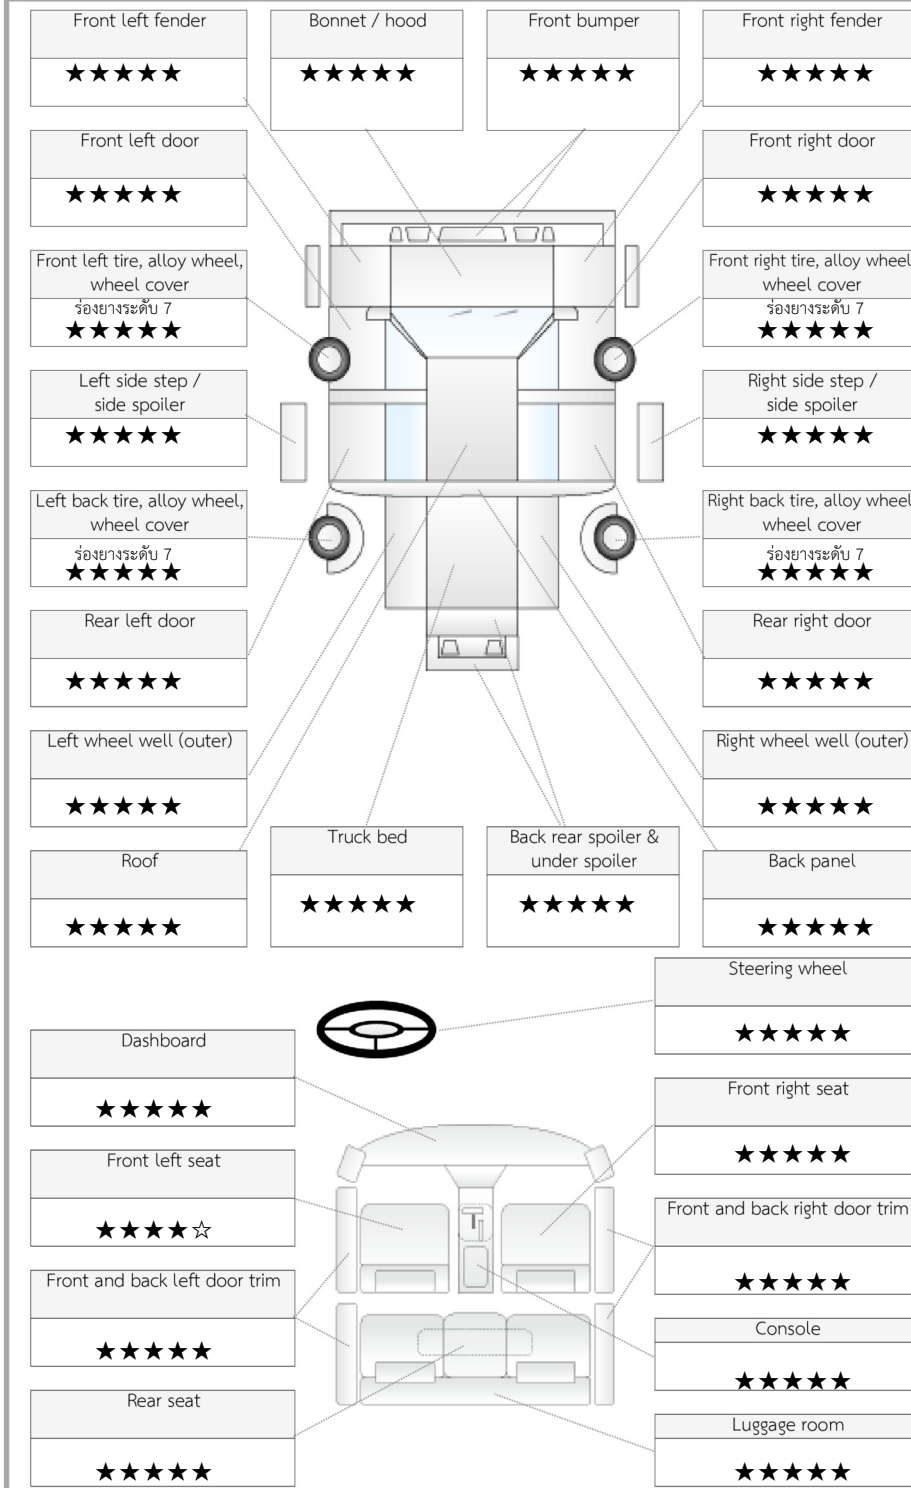 Front left fender
★★★★★
Bonnet / hood
★★★★★
Front bumper
★★★★★
Front right fender
★★★★★
Front left door
★★★★★
Front right door
★★★★★
Front left tire, alloy wheel,
wheel cover
ร่องยางระดับ 7
★★★★★
Front right tire, alloy wheel
wheel cover
ร่องยางระดับ 7
★★★★★
Left side step /
side spoiler
★★★★★
Right side step /
side spoiler
★★★★★
Left back tire, alloy wheel,
wheel cover
ร่องยางระดับ 7
★★★★★
Right back tire, alloy wheel
wheel cover
ร่องยางระดับ 7
★★★★★
Rear left door
★★★★★
Rear right door
★★★★★
Left wheel well (outer)
★★★★★
Right wheel well (outer)
★★★★★
Roof
★★★★★
Truck bed
★★★★★
Back rear spoiler &
under spoiler
★★★★★
Back panel
★★★★★
Steering wheel
★★★★★
Dashboard
★★★★★
Front right seat
★★★★★
Front left seat
★★★★☆
Front and back right door trim
★★★★★
Front and back left door trim
★★★★★
Console
★★★★★
Rear seat
★★★★★
Luggage room
★★★★★